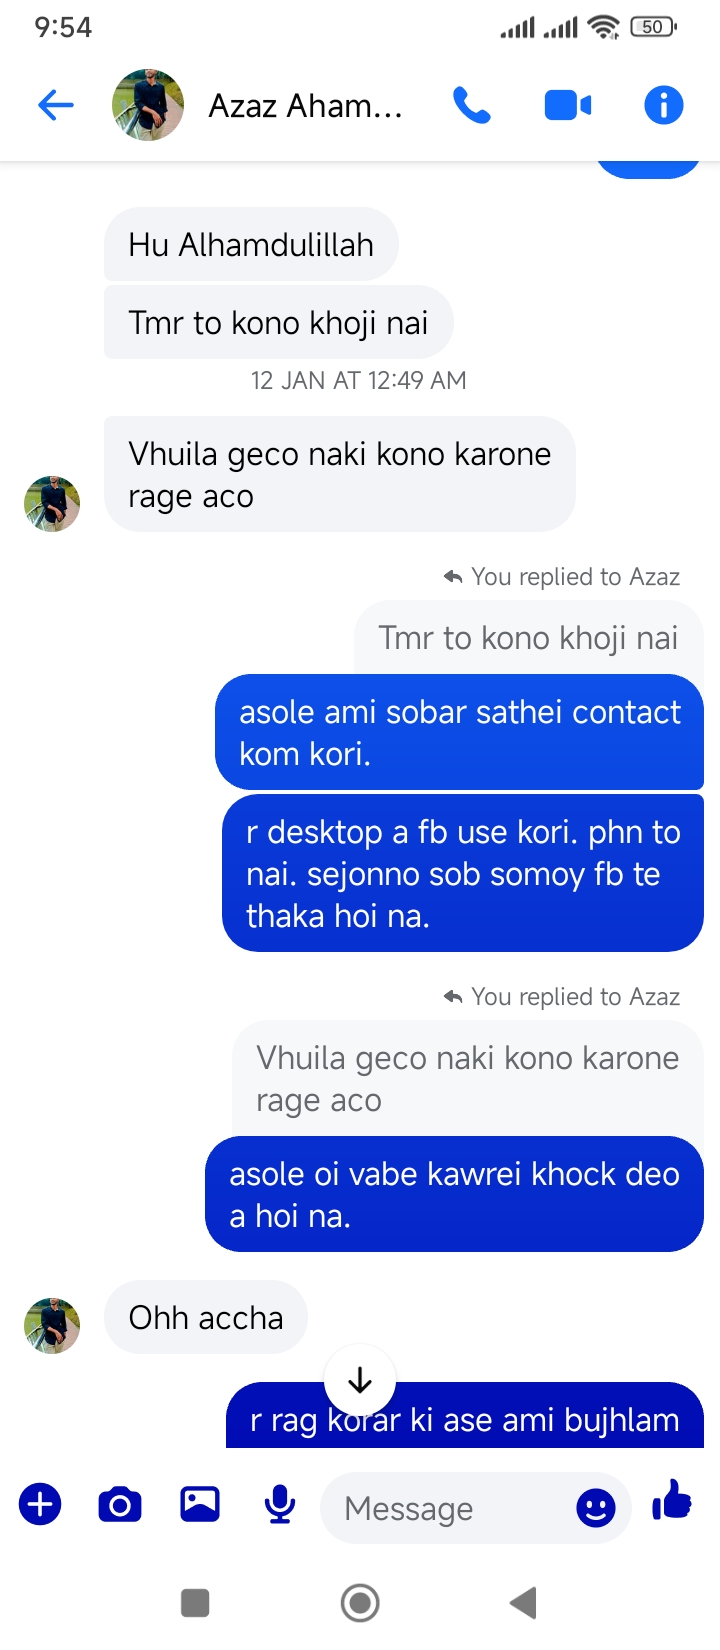 9:54
50
Azaz Aham...
Hu Alhamdulillah
Tmr to kono khoji nai
12 JAN AT 12:49 AM
Vhuila geco naki kono karone
rage aco
You replied to Azaz
Tmr to kono khoji nai
asole ami sobar sathei contact
kom kori.
r desktop a fb use kori. phn to
nai. sejonno sob somoy fb te
thaka hoi na.
You replied to Azaz
Vhuila geco naki kono karone
rage aco
asole oi vabe kawrei khock deo
a hoi na.
Ohh accha
r rag korar ki ase ami bujhlam
Message